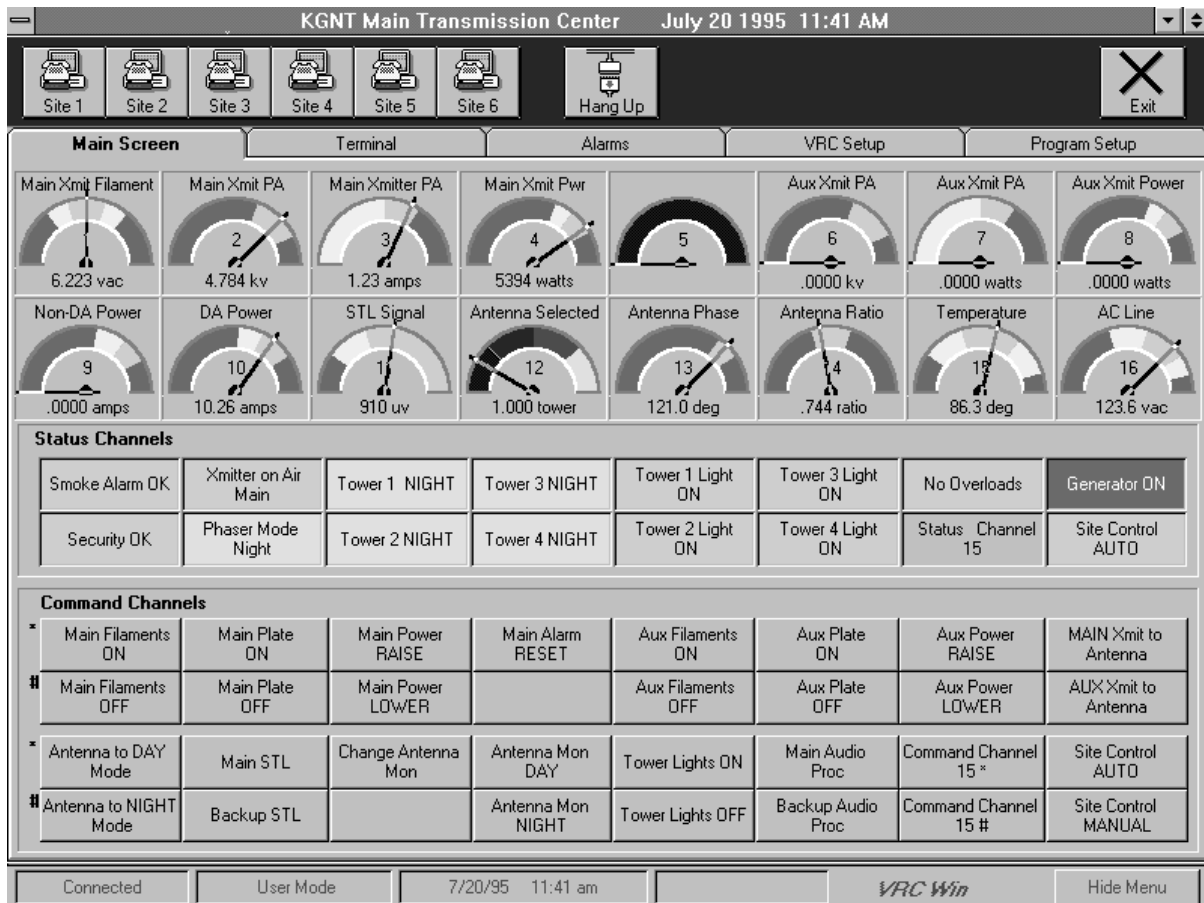 KGNT Main Transmission Center July 20 1995 11:41 AM
Site 1 Site 2 Site 3 Site 4 Site 5 Site 6 Hang Up Exit
Main Screen Terminal Alarms VRC Setup Program Setup
Main Xmit Filament Main Xmit PA Main Xmitter PA Main Xmit Pwr Aux Xmit PA Aux Xmit PA Aux Xmit Power
2 3 4 5 6 7 8
6.223 vac 4.784 kv 1.23 amps 5394 watts .0000 kv .0000 watts .0000 watts
Non-DA Power DA Power STL Signal Antenna Selected Antenna Phase Antenna Ratio Temperature AC Line
9 10 11 12 13 14 15 16
.0000 amps 10.26 amps 910 uv 1.000 tower 121.0 deg .744 ratio 86.3 deg 123.6 vac
Status Channels
Smoke Alarm OK
Xmitter on Air
Main
Tower 1 NIGHT
Tower 3 NIGHT
Tower 1 Light
ON
Tower 3 Light
ON
No Overloads
Generator ON
Security OK
Phaser Mode
Night
Tower 2 NIGHT
Tower 4 NIGHT
Tower 2 Light
ON
Tower 4 Light
ON
Status Channel
15
Site Control
AUTO
Command Channels
*
Main Filaments
ON
Main Plate
ON
Main Power
RAISE
Main Alarm
RESET
Aux Filaments
ON
Aux Plate
ON
Aux Power
RAISE
MAIN Xmit to
Antenna
#
Main Filaments
OFF
Main Plate
OFF
Main Power
LOWER
Aux Filaments
OFF
Aux Plate
OFF
Aux Power
LOWER
AUX Xmit to
Antenna
*
Antenna to DAY
Mode
Main STL
Change Antenna
Mon
Antenna Mon
DAY
Tower Lights ON
Main Audio
Proc
Command Channel
15 *
Site Control
AUTO
#
Antenna to NIGHT
Mode
Backup STL
Antenna Mon
NIGHT
Tower Lights OFF
Backup Audio
Proc
Command Channel
15 #
Site Control
MANUAL
Connected User Mode 7/20/95 11:41 am VRC Win Hide Menu